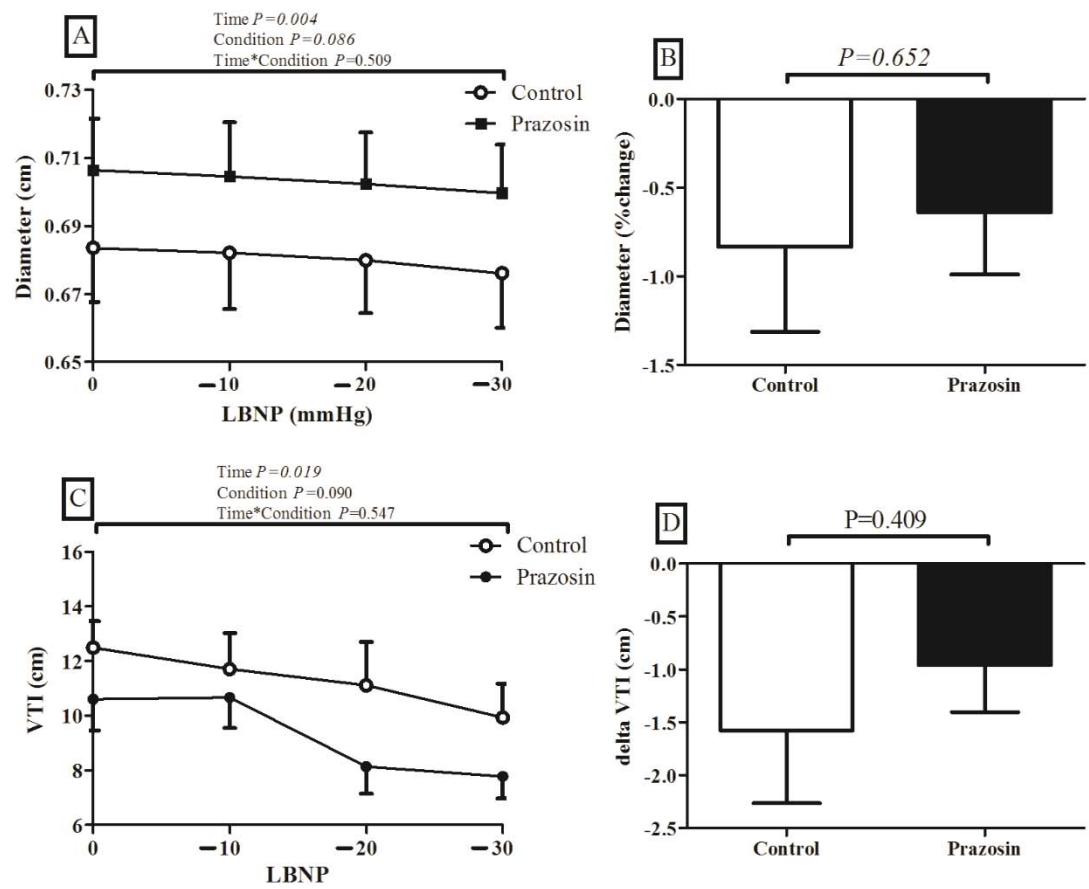 A
Time P=0.004
Condition P=0.086
Time*Condition P=0.509
Control
Prazosin
0.73
0.71
0.69
0.67
0.65
Diameter (cm)
0
−10
−20
−30
LBNP (mmHg)
B
P=0.652
0.0
-0.5
-1.0
-1.5
Diameter (%change)
Control
Prazosin
C
Time P=0.019
Condition P=0.090
Time*Condition P=0.547
Control
Prazosin
16
14
12
10
8
6
VTI (cm)
0
−10
−20
−30
LBNP
D
P=0.409
0.0
-0.5
-1.0
-1.5
-2.0
-2.5
delta VTI (cm)
Control
Prazosin